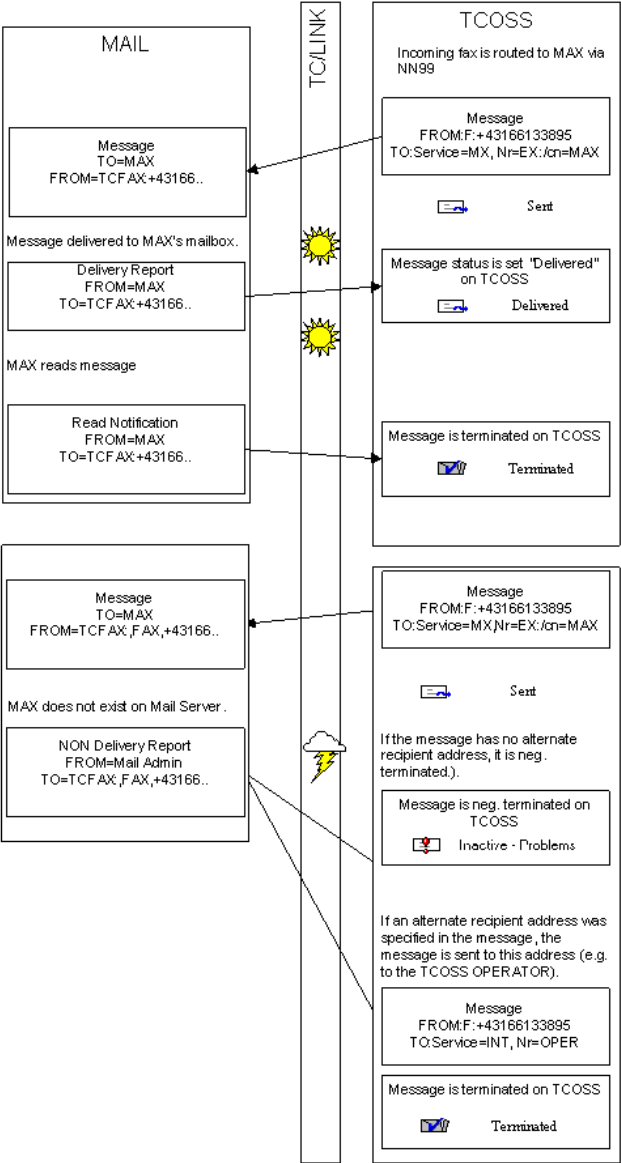 MAIL
TC/LINK
TCOSS
Incoming fax is routed to MAX via
NN99
Message
FROM:F:+43166133895
TO:Service=MX, Nr=EX:/cn=MAX
Message
TO=MAX
FROM=TCFAX:+43166..
Sent
Message delivered to MAX's mailbox.
Delivery Report
FROM=MAX
TO=TCFAX:+43166..
Message status is set "Delivered"
on TCOSS
Delivered
MAX reads message
Read Notification
FROM=MAX
TO=TCFAX:+43166..
Message is terminated on TCOSS
Terminated
Message
TO=MAX
FROM=TCFAX:,FAX,+43166..
Message
FROM:F:+43166133895
TO:Service=MX,Nr=EX:/cn=MAX
Sent
MAX does not exist on Mail Server.
NON Delivery Report
FROM=Mail Admin
TO=TCFAX:,FAX,+43166..
If the message has no alternate
recipient address, it is neg.
terminated.).
Message is neg. terminated on
TCOSS
Inactive - Problems
If an alternate recipient address was
specified in the message, the
message is sent to this address (e.g.
to the TCOSS OPERATOR).
Message
FROM:F:+43166133895
TO:Service=INT, Nr=OPER
Message is terminated on TCOSS
Terminated